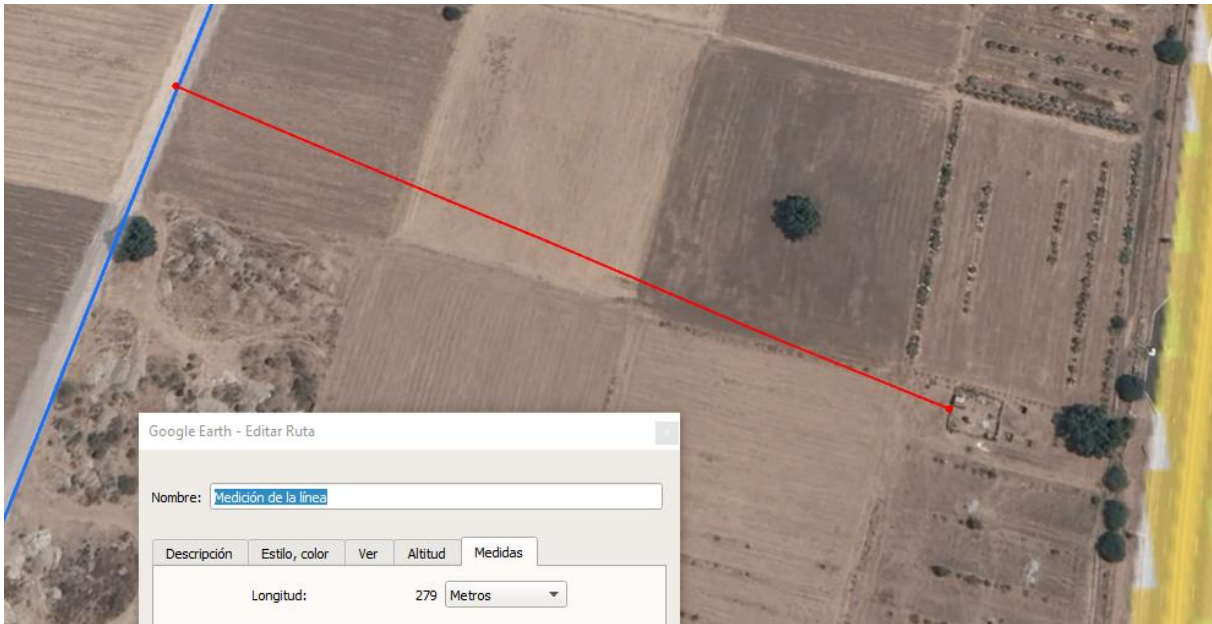 Google Earth - Editar Ruta
Nombre: Medición de la línea
Descripción Estilo, color Ver Altitud Medidas
Longitud: 279 Metros